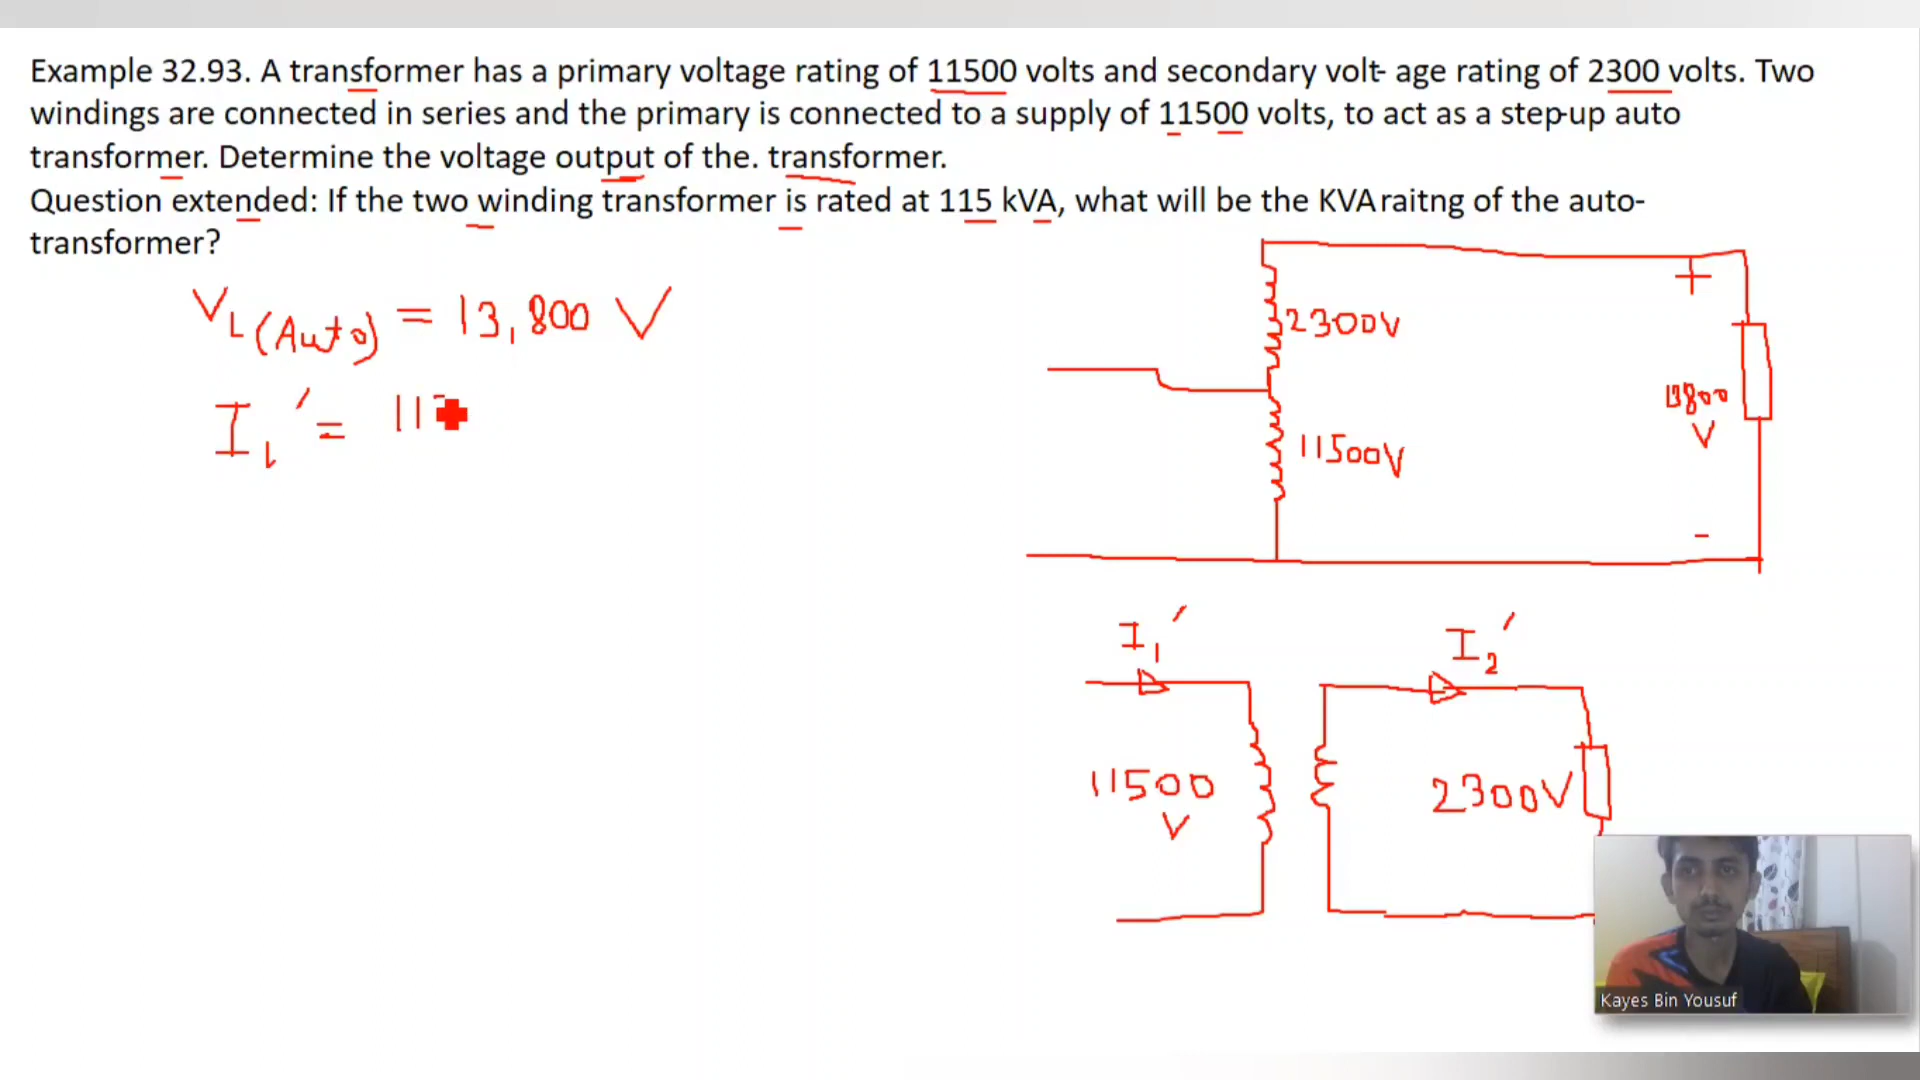 Example 32.93. A transformer has a primary voltage rating of 11500 volts and secondary volt- age rating of 2300 volts. Two
windings are connected in series and the primary is connected to a supply of 11500 volts, to act as a step-up auto
transformer. Determine the voltage output of the. transformer.
Question extended: If the two winding transformer is rated at 115 kVA, what will be the KVA raitng of the auto-
transformer?
V_L(Auto) = 13,800 V
I_1' = 11
2300V
11500V
+
13800
V
-
I_1'
I_2'
11500
V
2300V
Kayes Bin Yousuf